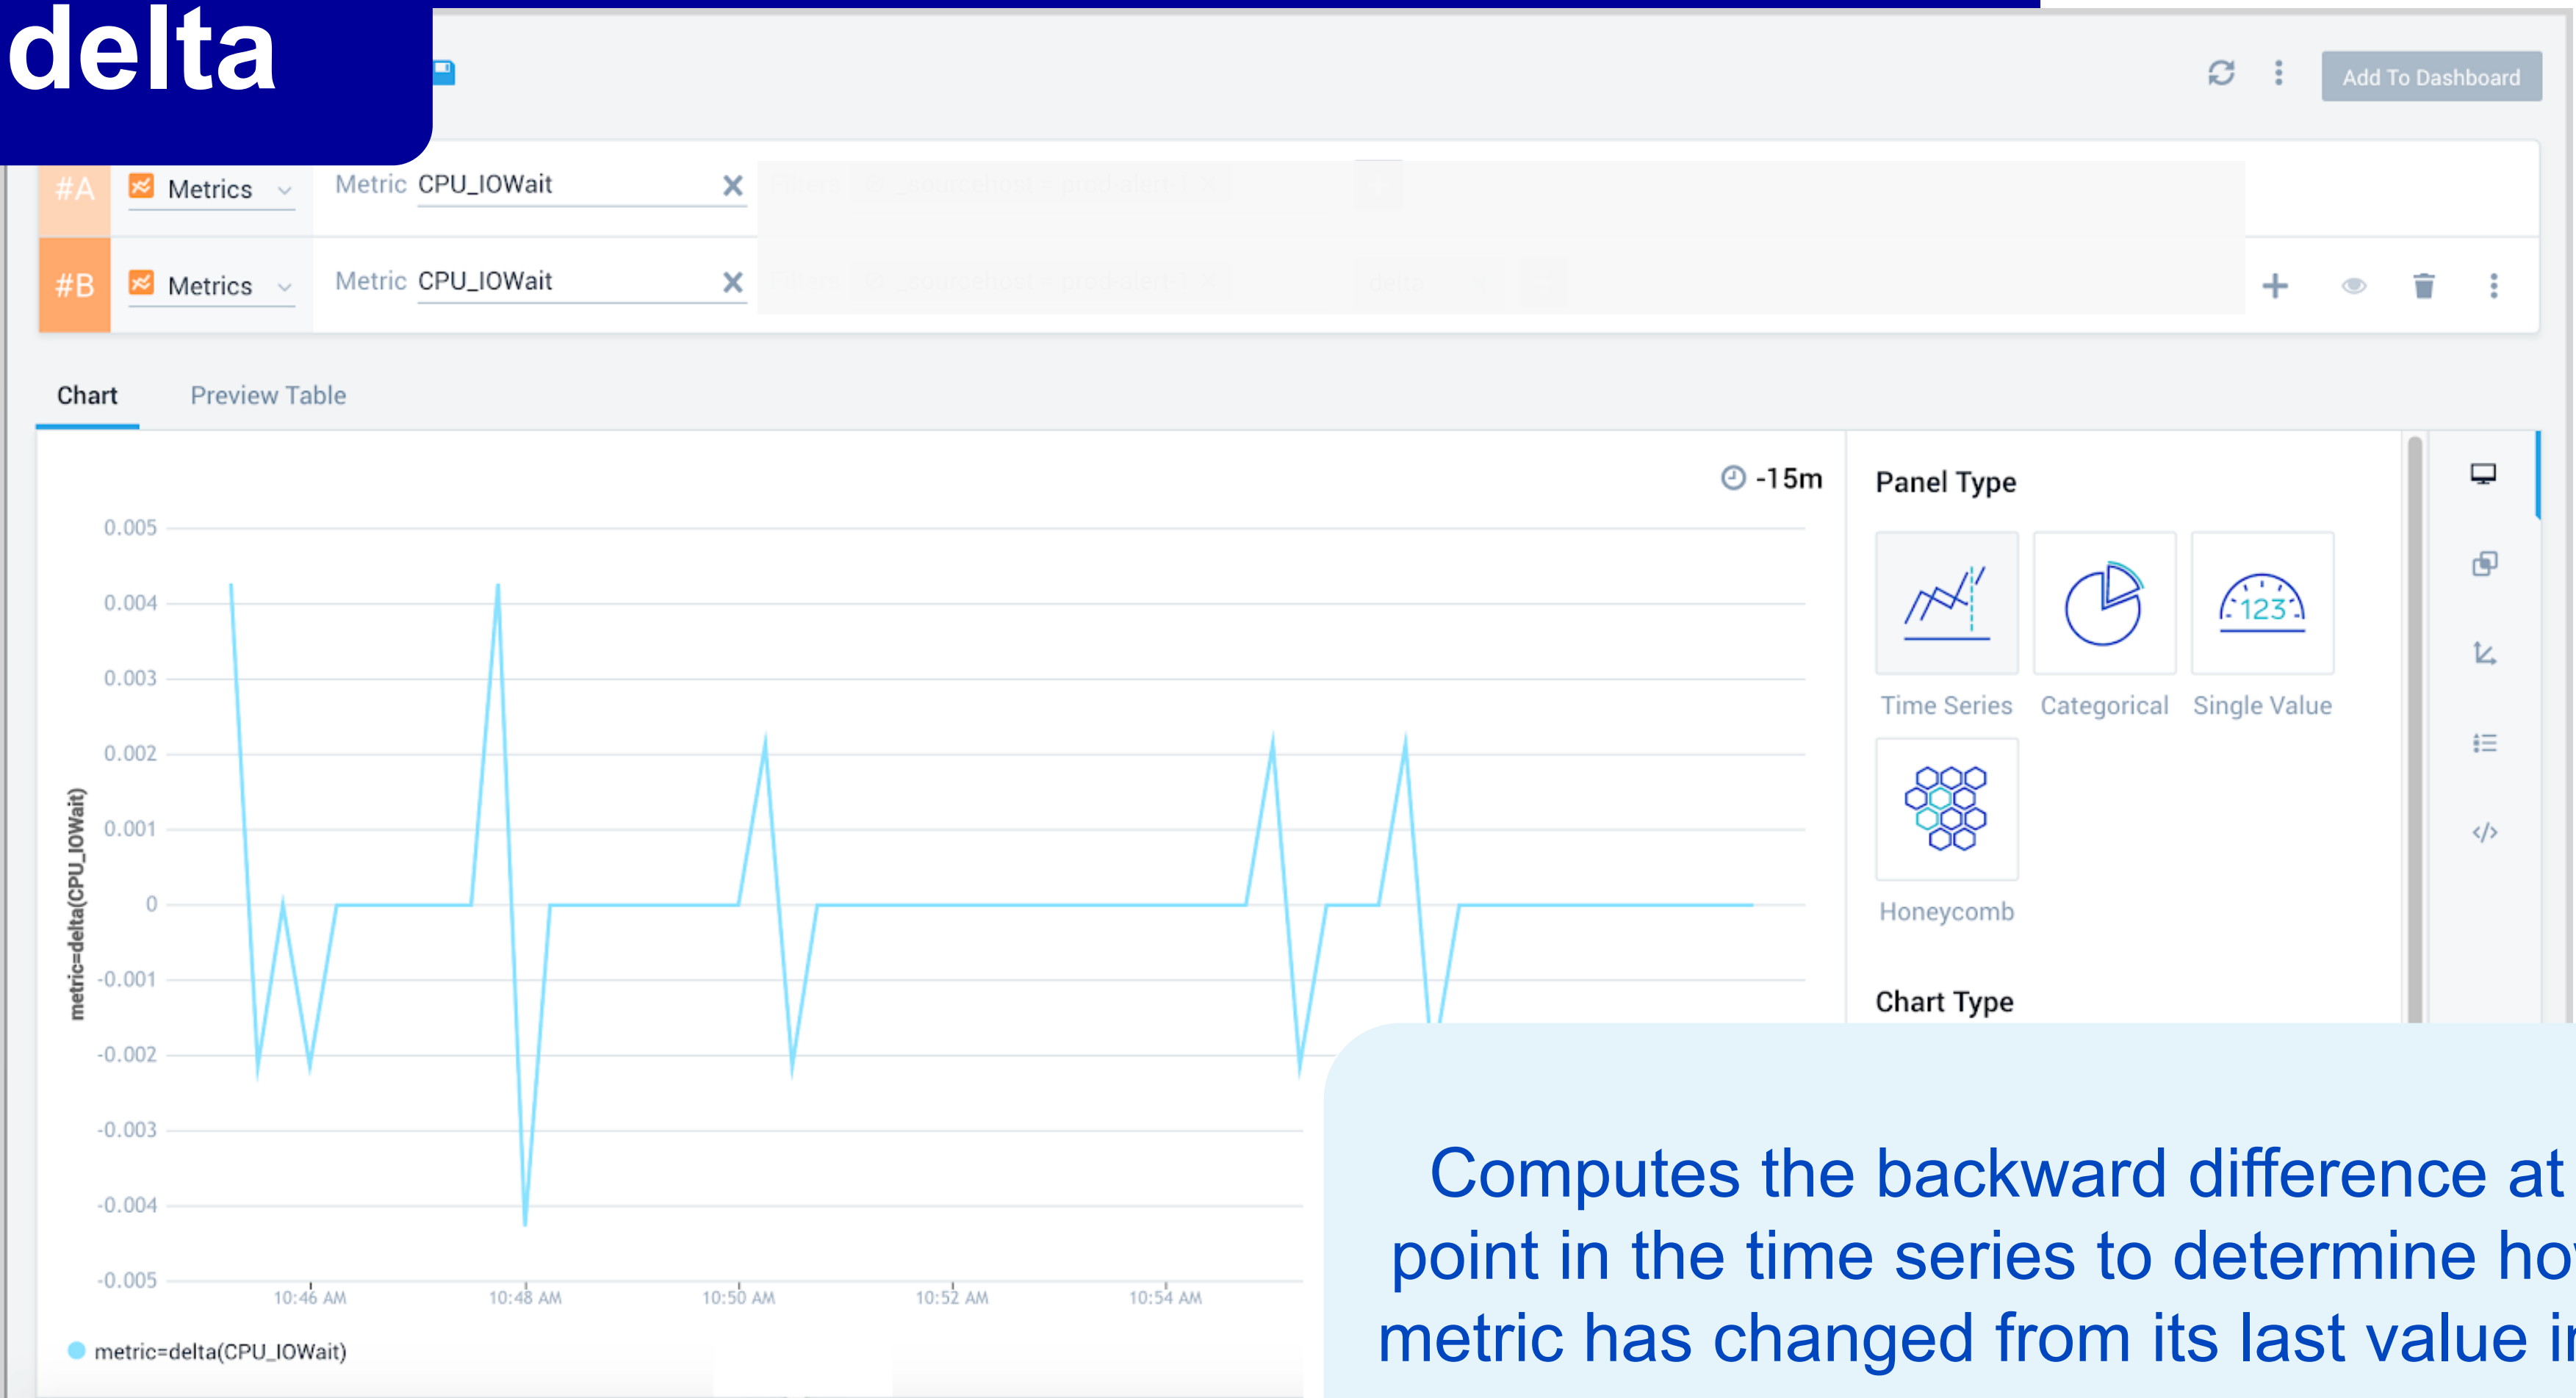 delta
Add To Dashboard
#A Metrics Metric CPU_IOWait
#B Metrics Metric CPU_IOWait
Chart Preview Table
-15m
Panel Type
0.005
0.004
0.003
0.002
0.001
0
-0.001
-0.002
-0.003
-0.004
-0.005
metric=delta(CPU_IOWait)
10:46 AM 10:48 AM 10:50 AM 10:52 AM 10:54 AM
metric=delta(CPU_IOWait)
123
Time Series Categorical Single Value
Honeycomb
Chart Type
Computes the backward difference at
point in the time series to determine
metric has changed from its last value